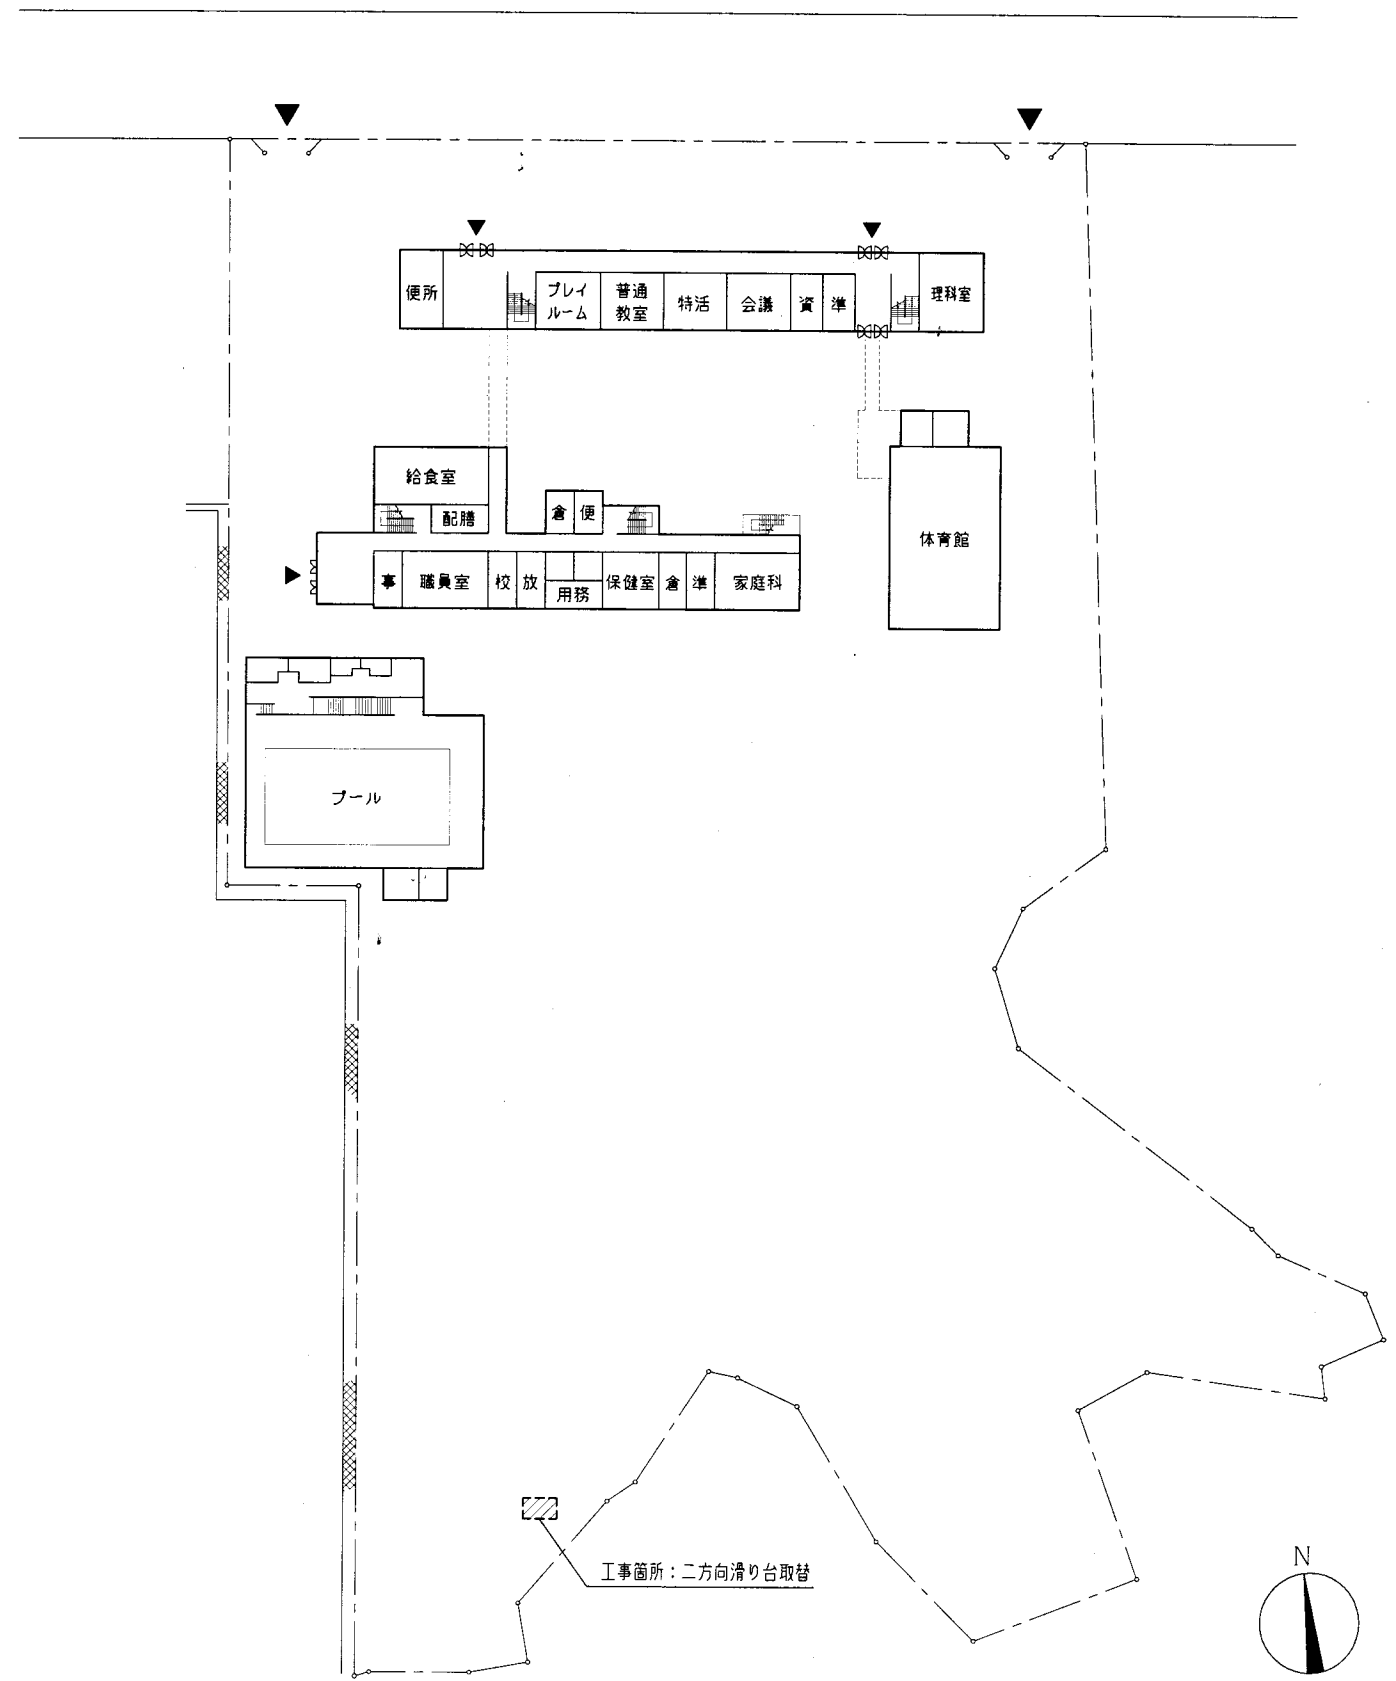 便所
プレイ
ルーム
普通
教室
特活
会議
資
準
理科室
給食室
配膳
倉
便
体育館
事
職員室
校
放
用務
保健室
倉
準
家庭科
プール
工事箇所：二方向滑り台取替
N